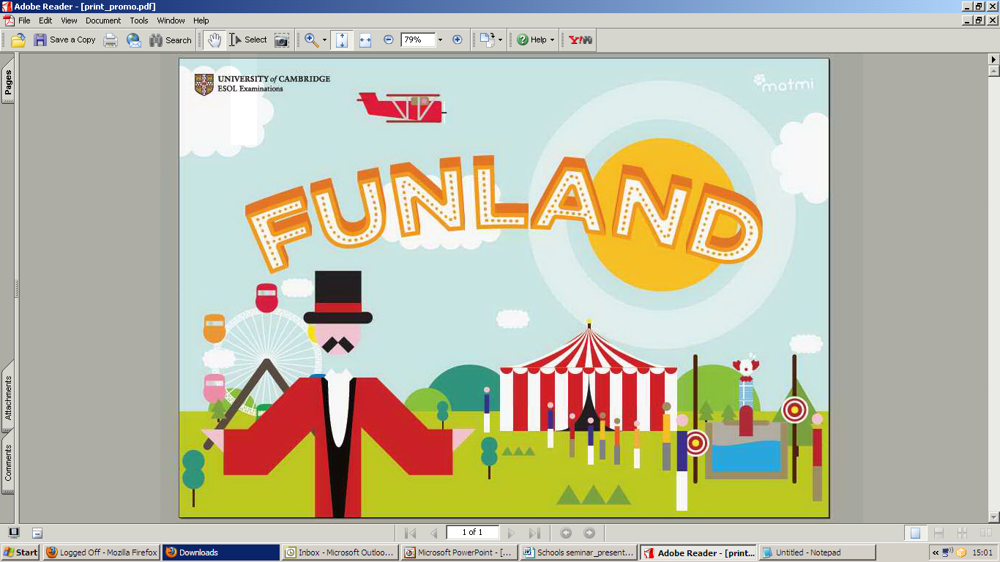 Adobe Reader - [print_promo.pdf]
File Edit View Document Tools Window Help
Save a Copy Search Select 79% Help Y!
Pages
UNIVERSITY of CAMBRIDGE
ESOL Examinations
matmi
FUNLAND
Attachments
Comments
1 of 1
Start Logged Off - Mozilla Firefox Downloads Inbox - Microsoft Outloo... Microsoft PowerPoint - [... Schools seminar_present... Adobe Reader - [print... Untitled - Notepad « 15:01